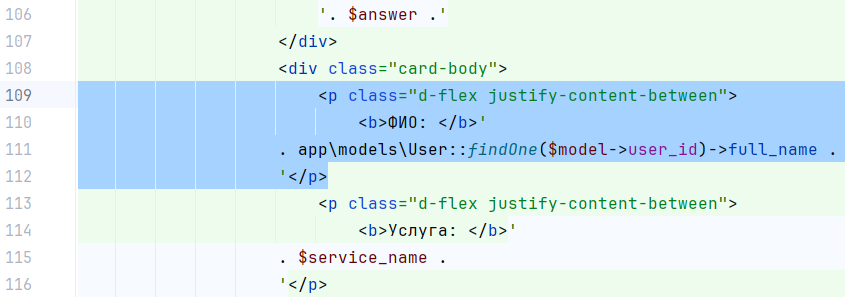 106 '. $answer .'
107 </div>
108 <div class="card-body">
109 <p class="d-flex justify-content-between">
110 <b>ФИО: </b>'
111 . app\models\User::findOne($model->user_id)->full_name .
112 '</p>
113 <p class="d-flex justify-content-between">
114 <b>Услуга: </b>'
115 . $service_name .
116 '</p>